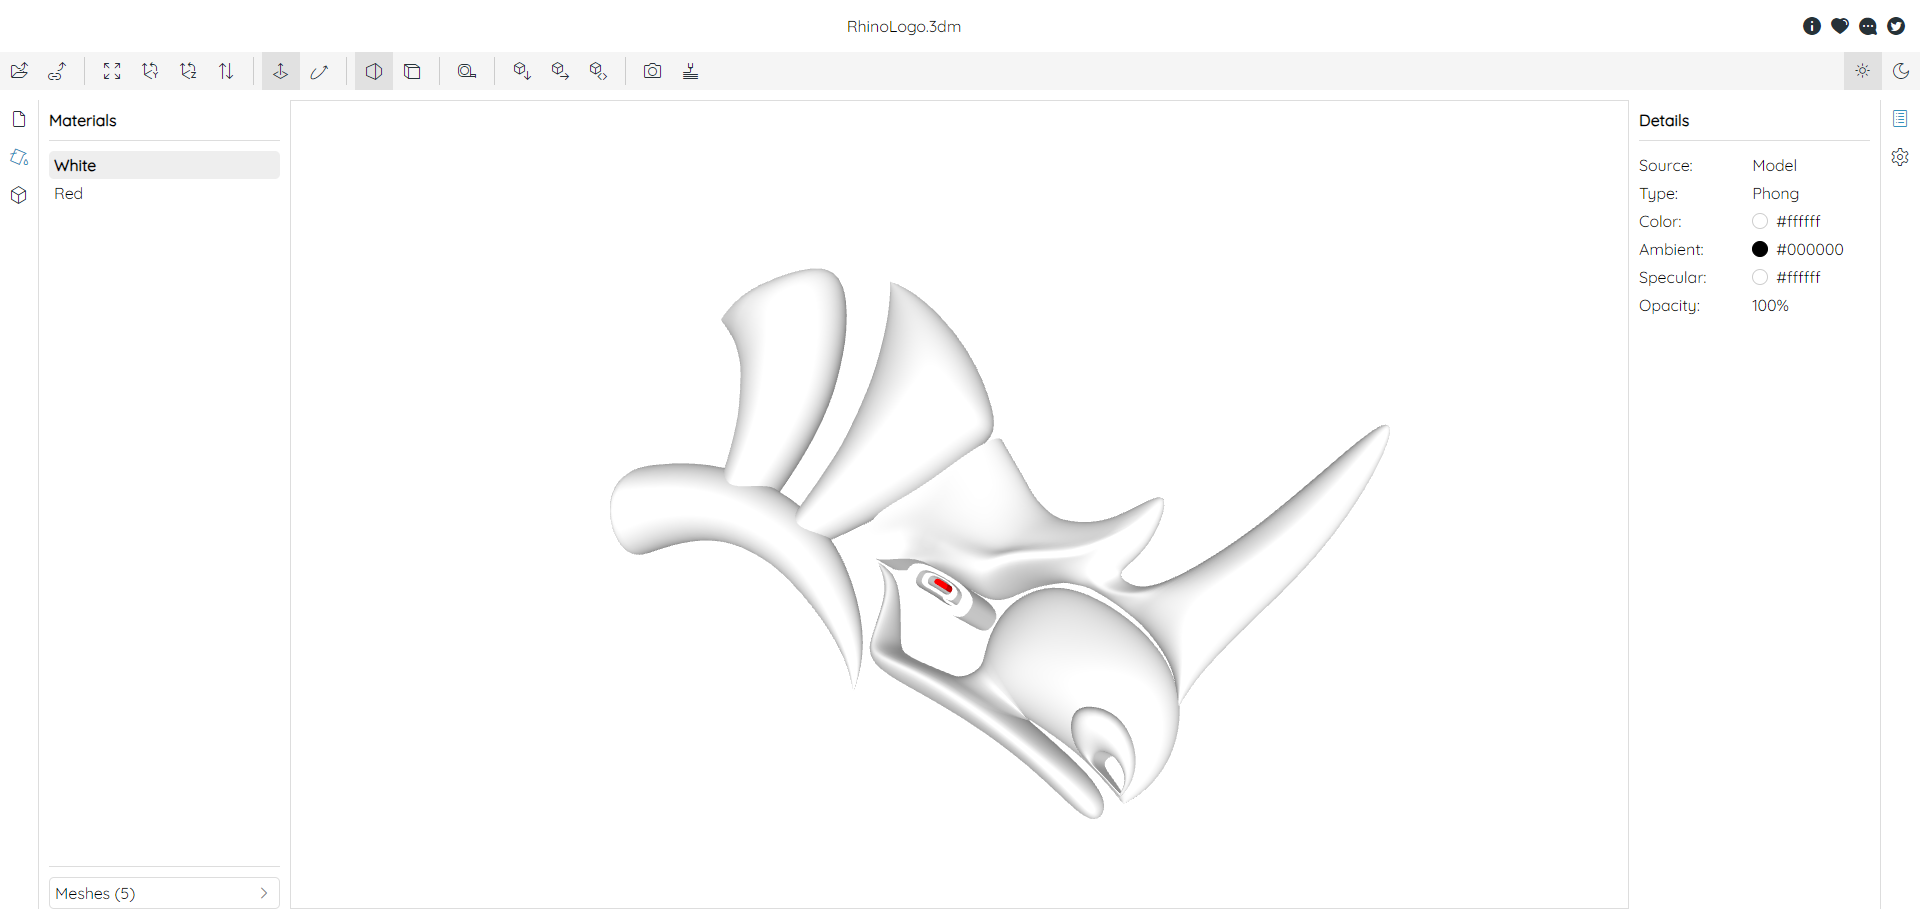 RhinoLogo.3dm
Materials
White
Red
Meshes (5)
Details
Source: Model
Type: Phong
Color: #ffffff
Ambient: #000000
Specular: #ffffff
Opacity: 100%